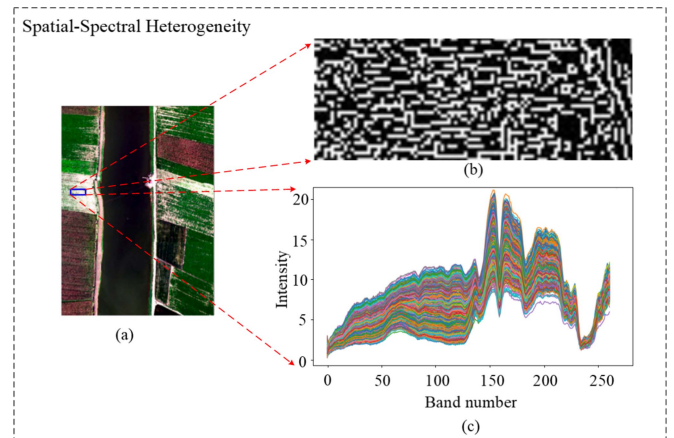 Spatial-Spectral Heterogeneity
(a)
(b)
20
15
10
5
0
Intensity
0 50 100 150 200 250
Band number
(c)